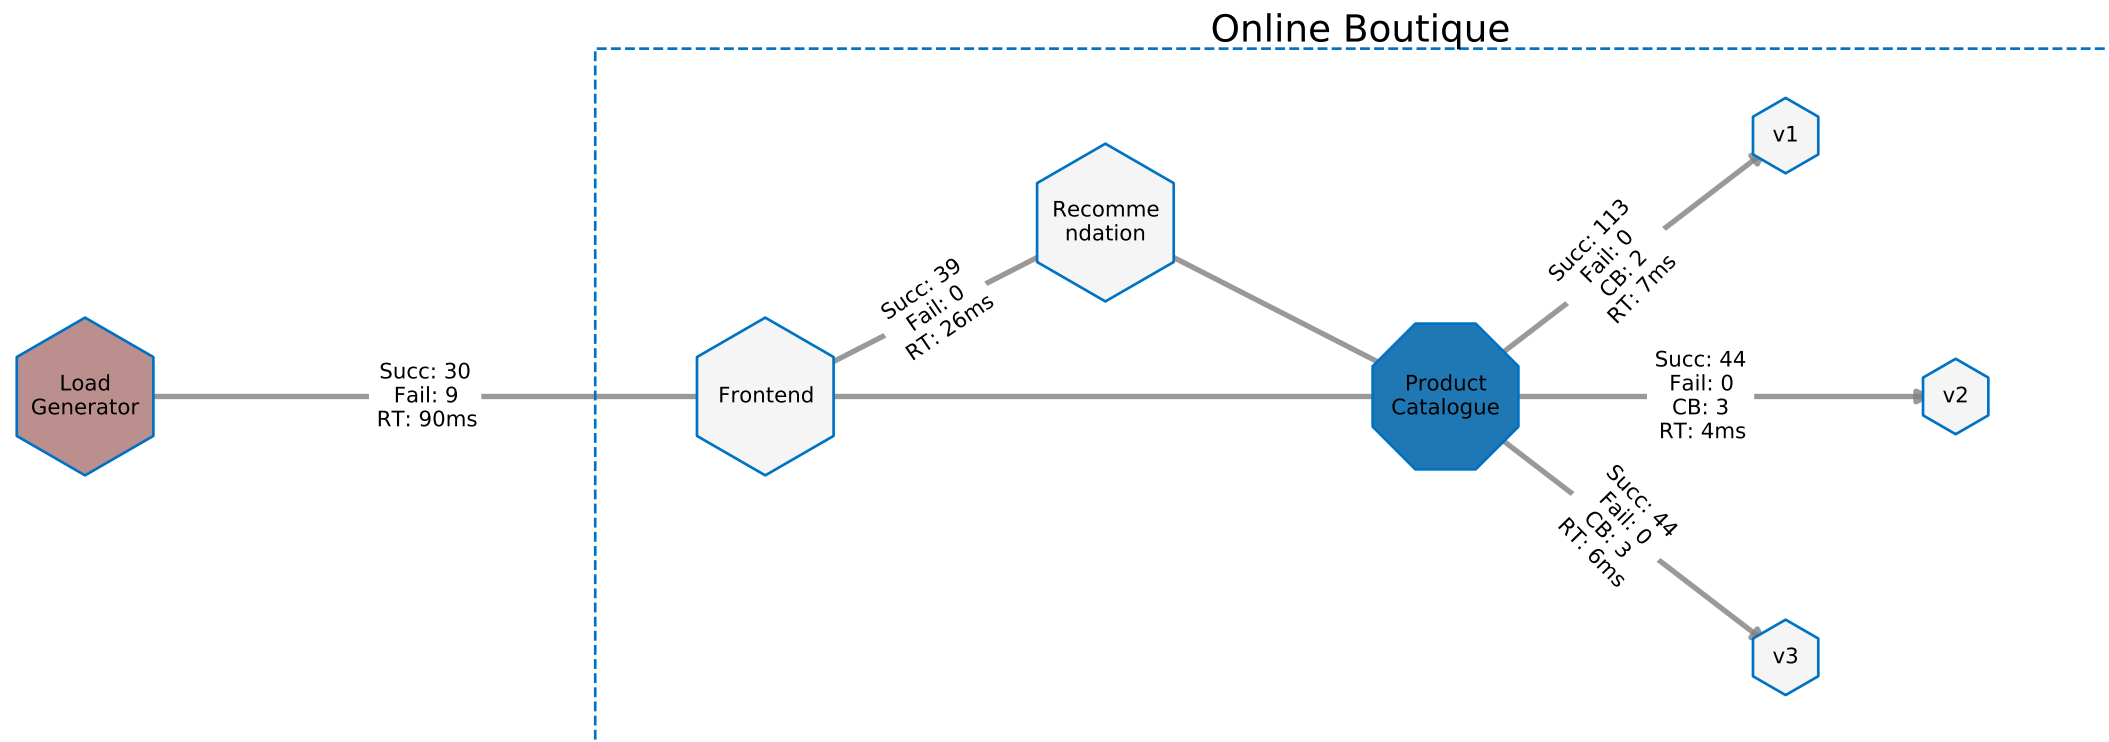 Online Boutique
Load
Generator
Succ: 30
Fail: 9
RT: 90ms
Frontend
Succ: 39
Fail: 0
RT: 26ms
Recomme
ndation
Product
Catalogue
Succ: 113
Fail: 0
CB: 2
RT: 7ms
v1
Succ: 44
Fail: 0
CB: 3
RT: 4ms
v2
Succ: 44
Fail: 0
CB: 3
RT: 6ms
v3